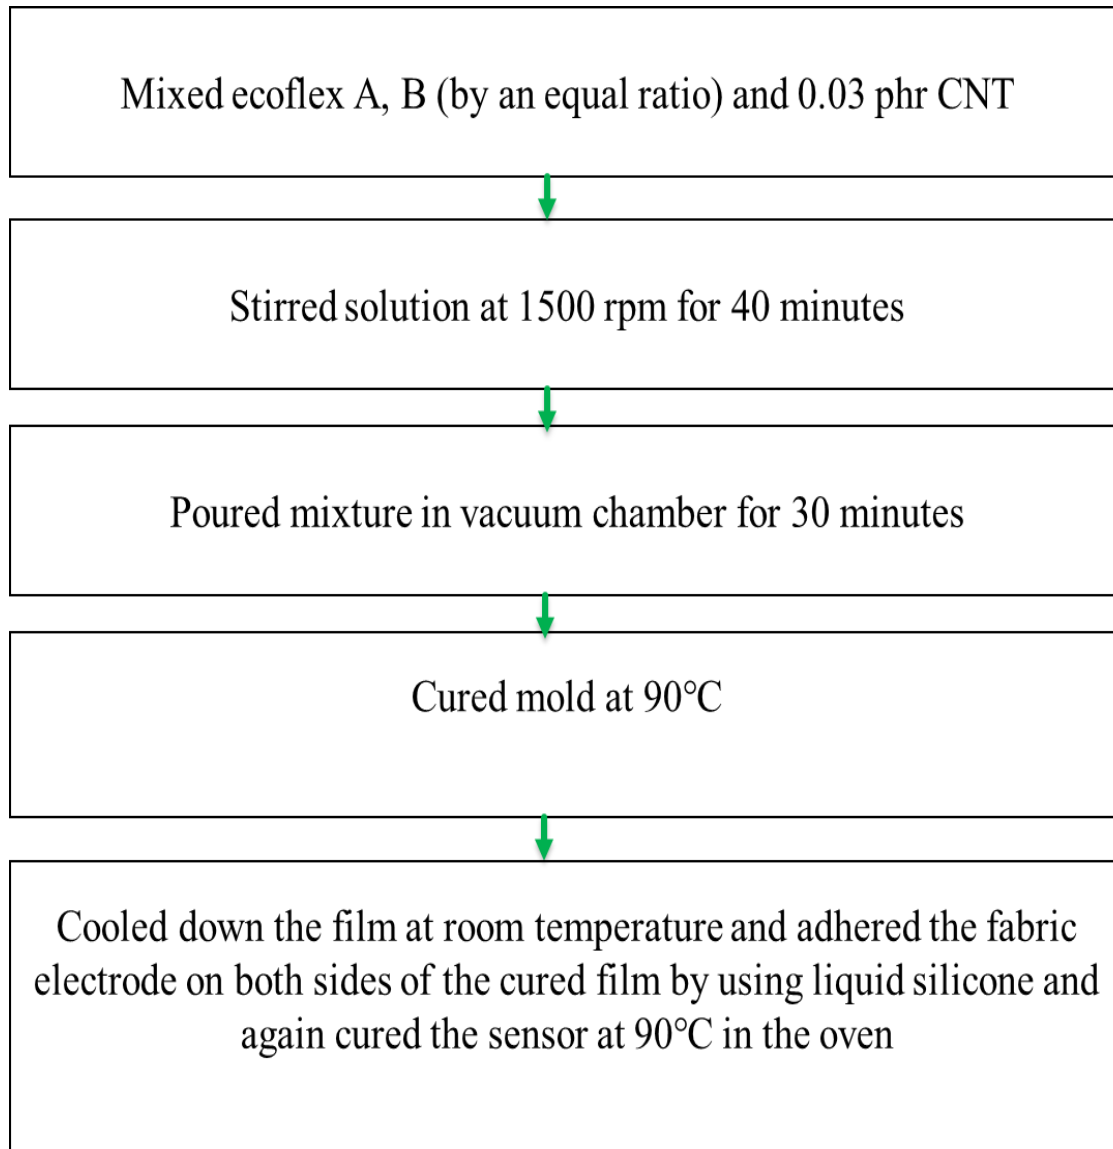 Mixed ecoflex A, B (by an equal ratio) and 0.03 phr CNT
Stirred solution at 1500 rpm for 40 minutes
Poured mixture in vacuum chamber for 30 minutes
Cured mold at 90°C
Cooled down the film at room temperature and adhered the fabric
electrode on both sides of the cured film by using liquid silicone and
again cured the sensor at 90°C in the oven